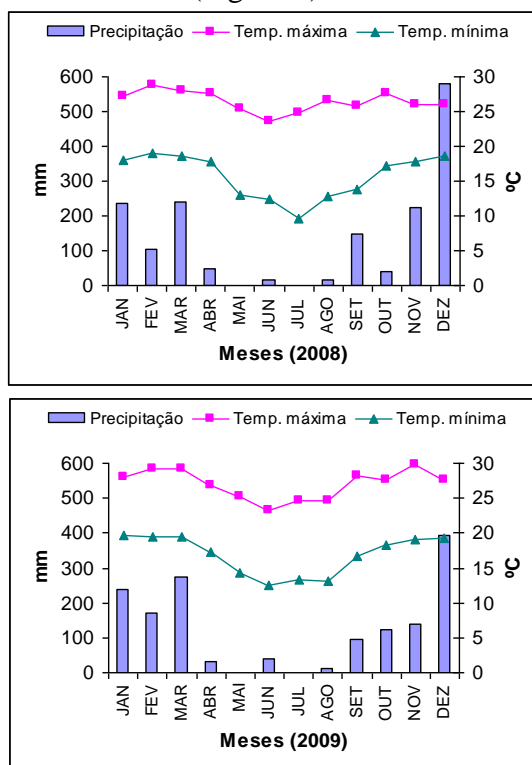 Precipitação Temp. máxima Temp. mínima
600 30
500 25
400 20
300 15
200 10
100 5
0 0
mm
ºC
JAN FEV MAR ABR MAI JUN JUL AGO SET OUT NOV DEZ
Meses (2008)
Precipitação Temp. máxima Temp. mínima
600 30
500 25
400 20
300 15
200 10
100 5
0 0
mm
ºC
JAN FEV MAR ABR MAI JUN JUL AGO SET OUT NOV DEZ
Meses (2009)